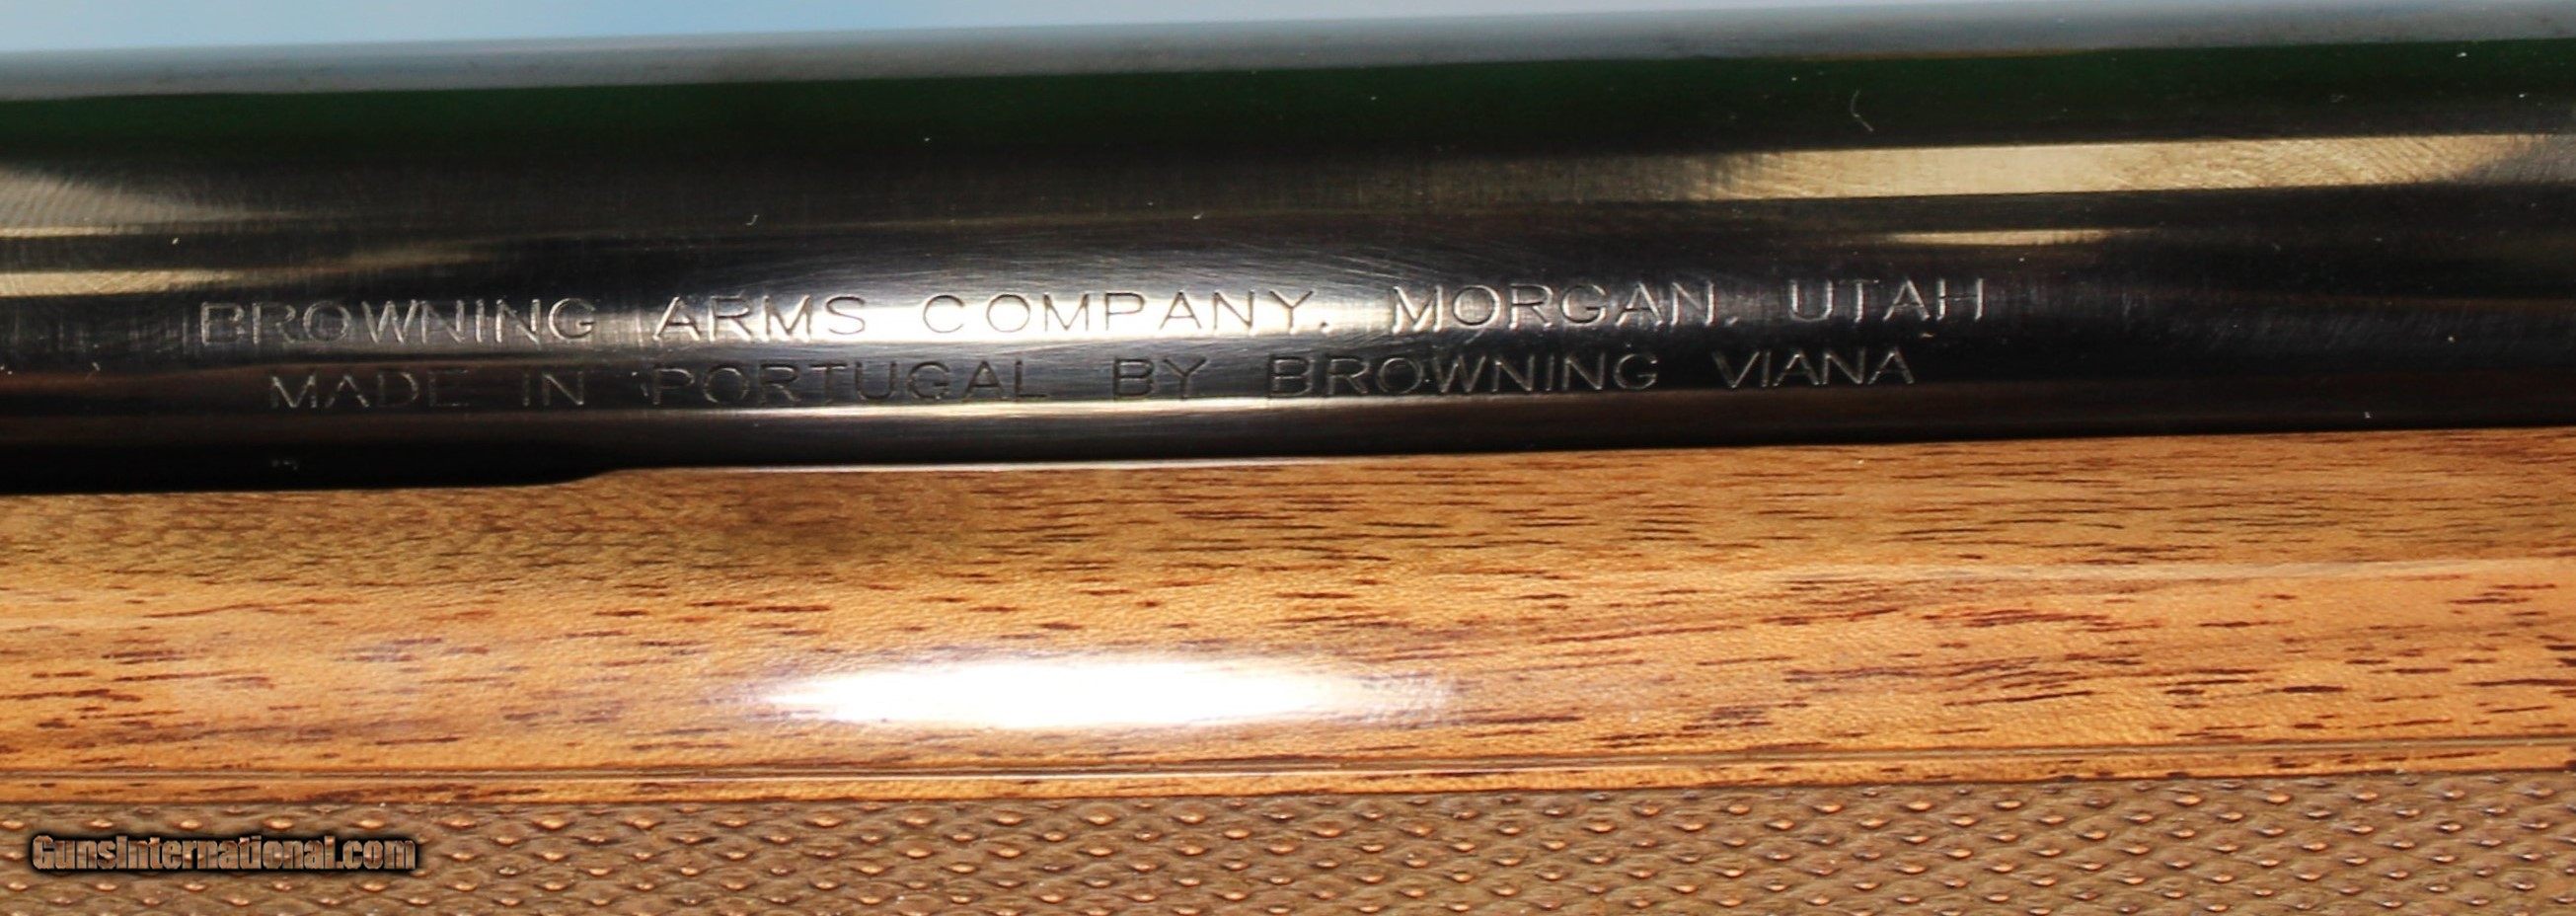 BROWNING ARMS COMPANY. MORGAN. UTAH
MADE IN PORTUGAL BY BROWNING VIANA
GunsInternational.com